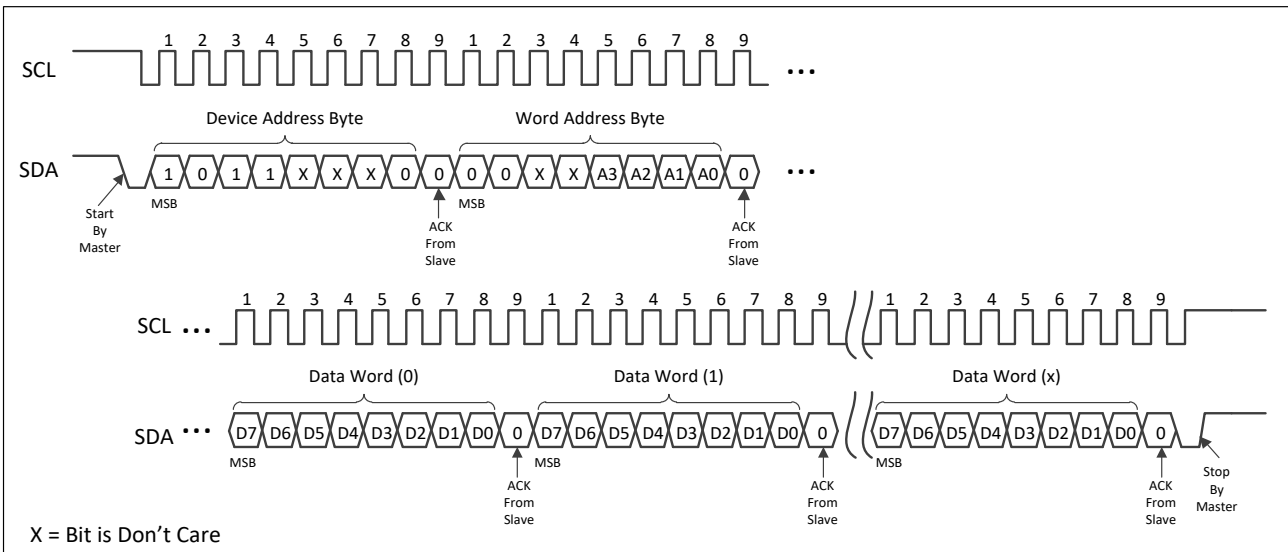 1 2 3 4 5 6 7 8 9 1 2 3 4 5 6 7 8 9
SCL ...
Device Address Byte Word Address Byte
SDA 1 0 1 1 X X X 0 0 0 0 X X A3 A2 A1 A0 0 ...
MSB MSB
Start By Master
ACK From Slave
ACK From Slave
1 2 3 4 5 6 7 8 9 1 2 3 4 5 6 7 8 9 1 2 3 4 5 6 7 8 9
SCL ...
Data Word (0) Data Word (1) Data Word (x)
SDA ... D7 D6 D5 D4 D3 D2 D1 D0 0 D7 D6 D5 D4 D3 D2 D1 D0 0 D7 D6 D5 D4 D3 D2 D1 D0 0
MSB MSB MSB
ACK From Slave
ACK From Slave
ACK From Slave
Stop By Master
X = Bit is Don’t Care